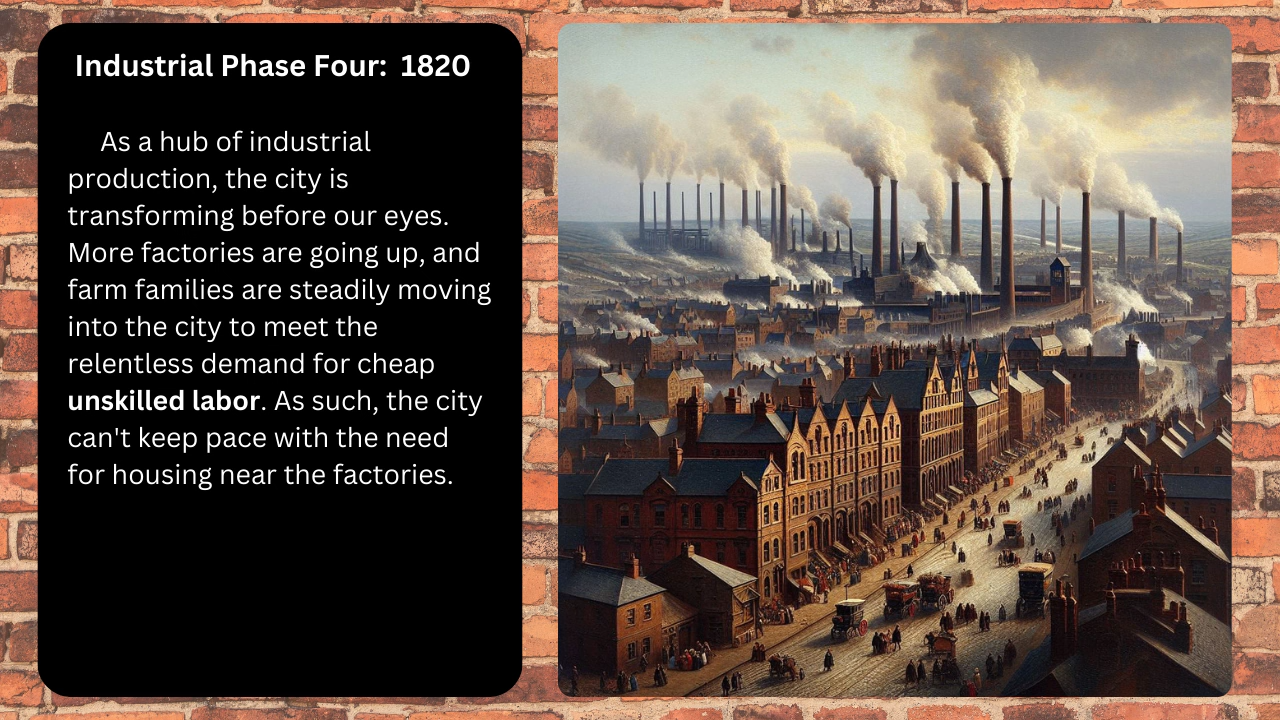 Industrial Phase Four:  1820
As a hub of industrial
production, the city is
transforming before our eyes.
More factories are going up, and
farm families are steadily moving
into the city to meet the
relentless demand for cheap
unskilled labor. As such, the city
can't keep pace with the need
for housing near the factories.